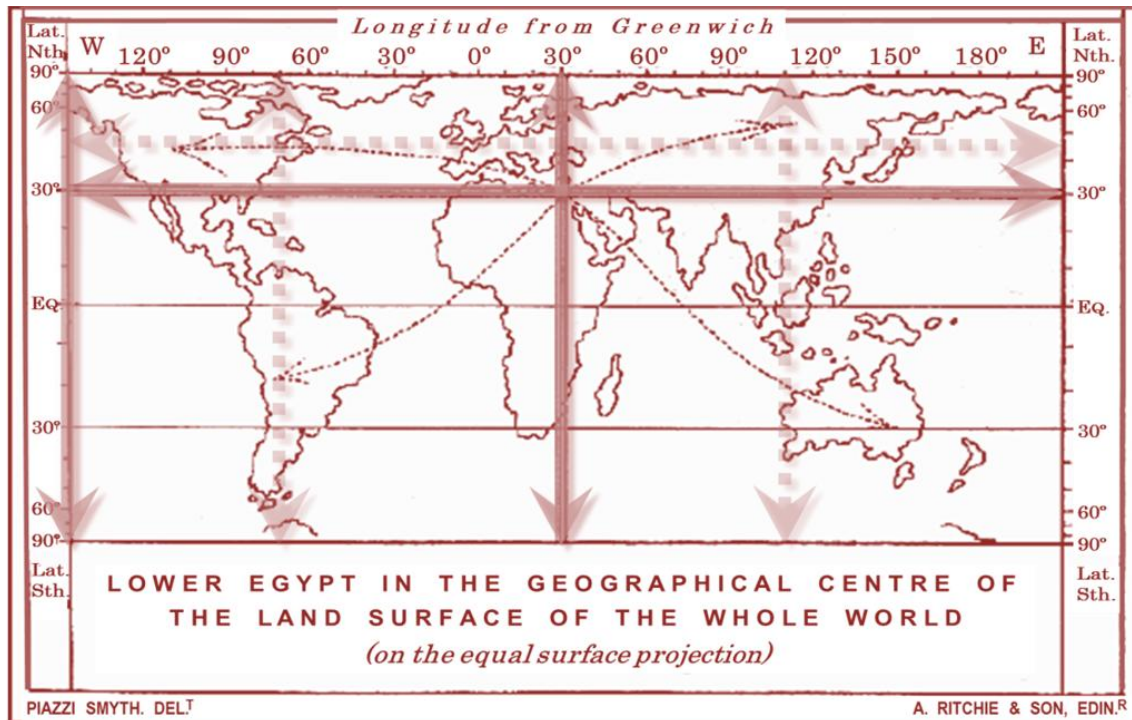 Longitude from Greenwich
Lat. Nth. W 120° 90° 60° 30° 0° 30° 60° 90° 120° 150° 180° E Lat. Nth.
90° 90°
60° 60°
30° 30°
EQ. EQ.
30° 30°
60° 60°
90° 90°
Lat. Sth. Lat. Sth.
LOWER EGYPT IN THE GEOGRAPHICAL CENTRE OF
THE LAND SURFACE OF THE WHOLE WORLD
(on the equal surface projection)
PIAZZI SMYTH. DEL.T A. RITCHIE & SON, EDIN.R